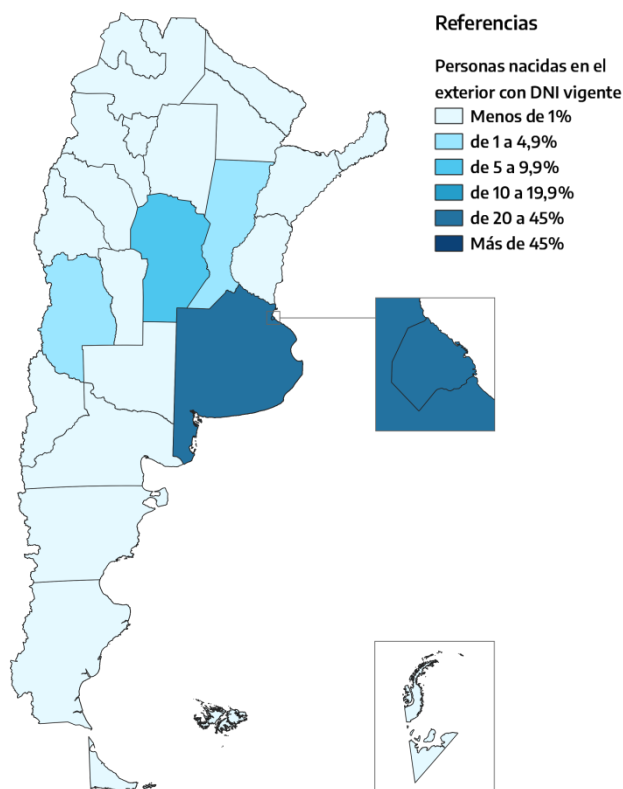 Referencias
Personas nacidas en el
exterior con DNI vigente
Menos de 1%
de 1 a 4,9%
de 5 a 9,9%
de 10 a 19,9%
de 20 a 45%
Más de 45%